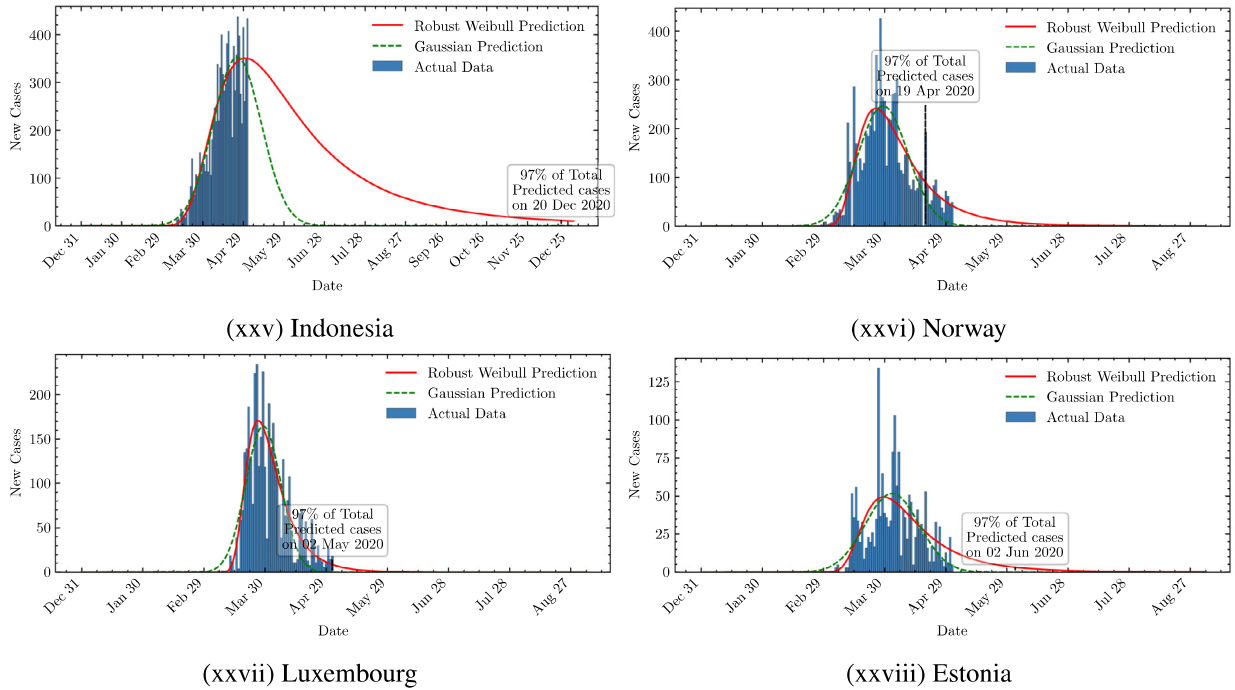 Robust Weibull Prediction
Gaussian Prediction
Actual Data
97% of Total
Predicted cases
on 20 Dec 2020
New Cases
400
300
200
100
0
Dec 31
Jan 30
Feb 29
Mar 30
Apr 29
May 29
Jun 28
Jul 28
Aug 27
Sep 26
Oct 26
Nov 25
Dec 25
Date
(xxv) Indonesia
Robust Weibull Prediction
Gaussian Prediction
Actual Data
97% of Total
Predicted cases
on 19 Apr 2020
New Cases
400
300
200
100
0
Dec 31
Jan 30
Feb 29
Mar 30
Apr 29
May 29
Jun 28
Jul 28
Aug 27
Date
(xxvi) Norway
Robust Weibull Prediction
Gaussian Prediction
Actual Data
97% of Total
Predicted cases
on 02 May 2020
New Cases
200
150
100
50
0
Dec 31
Jan 30
Feb 29
Mar 30
Apr 29
May 29
Jun 28
Jul 28
Aug 27
Date
(xxvii) Luxembourg
Robust Weibull Prediction
Gaussian Prediction
Actual Data
97% of Total
Predicted cases
on 02 Jun 2020
New Cases
125
100
75
50
25
0
Dec 31
Jan 30
Feb 29
Mar 30
Apr 29
May 29
Jun 28
Jul 28
Aug 27
Date
(xxviii) Estonia